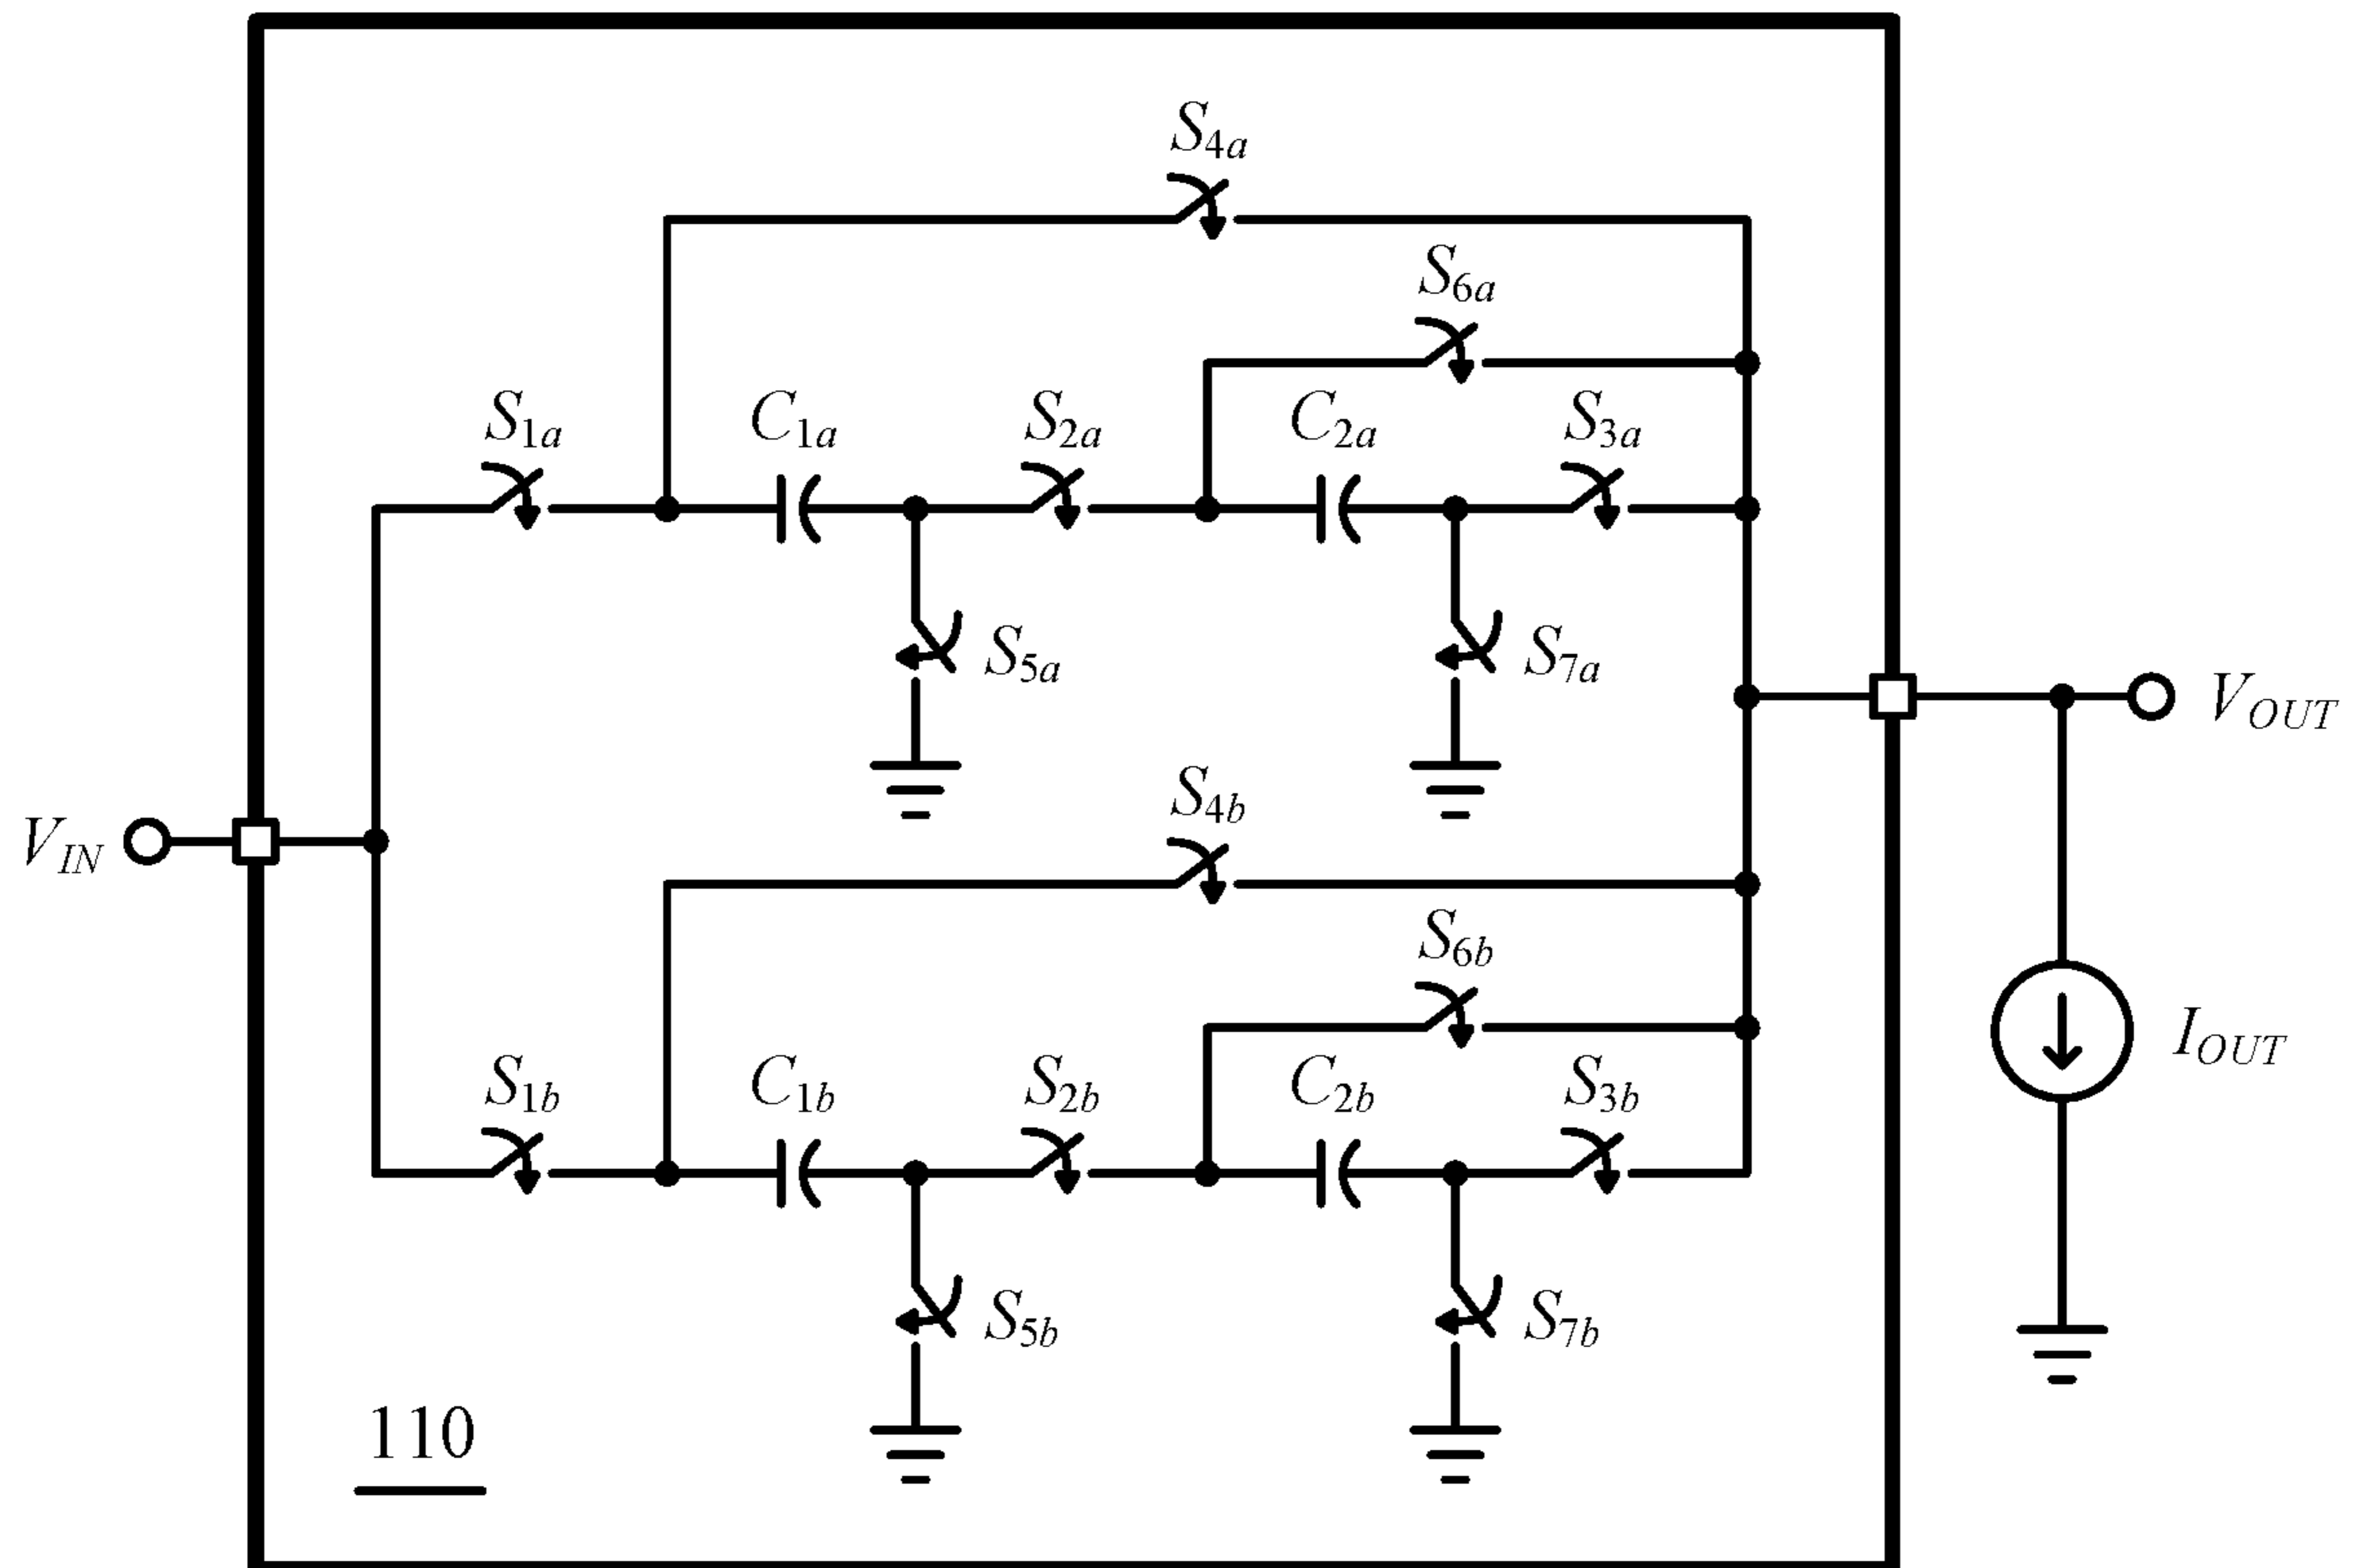 S4a
S6a
S1a C1a S2a C2a S3a
S5a S7a
VOUT
S4b
VIN
S6b
IOUT
S1b C1b S2b C2b S3b
S5b S7b
110